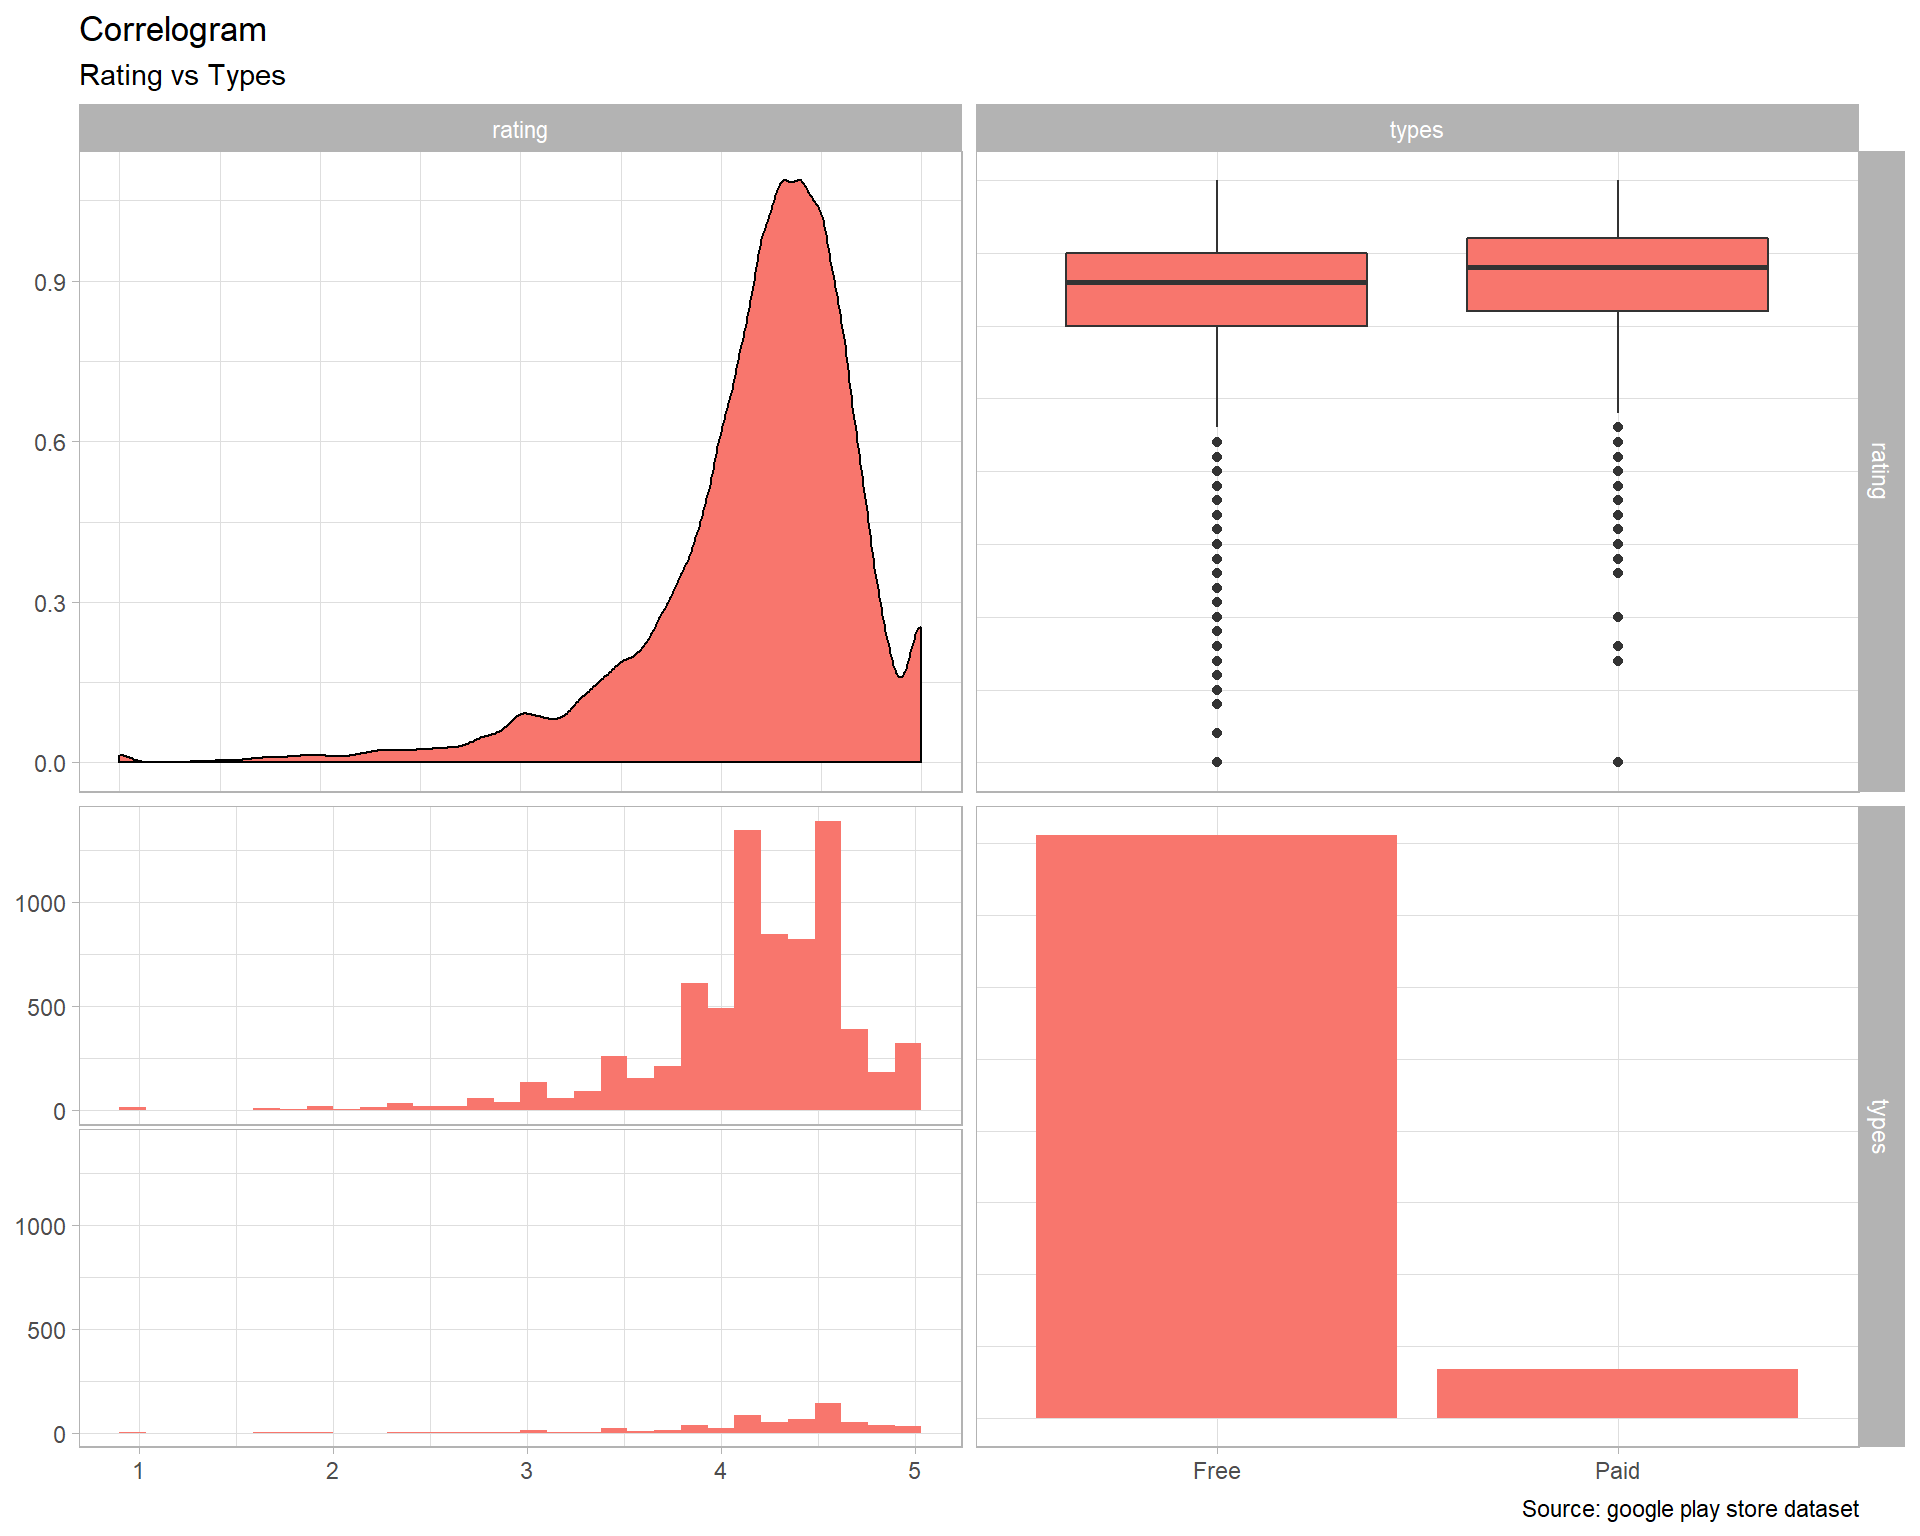 Correlogram
Rating vs Types
rating
types
0.9
0.6
0.3
0.0
rating
1000
500
0
1000
500
0
types
1
2
3
4
5
Free
Paid
Source: google play store dataset